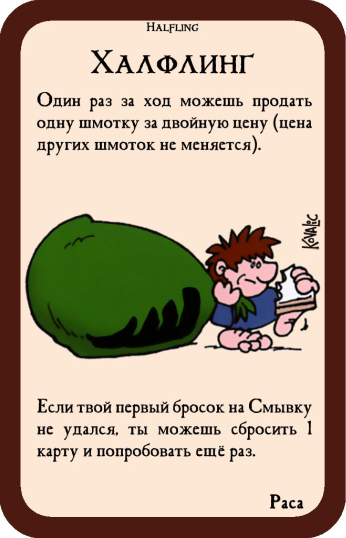 Halfling
Халфлинг
Один раз за ход можешь продать
одну шмотку за двойную цену (цена
других шмоток не меняется).
Kovalic
Если твой первый бросок на Смывку
не удался, ты можешь сбросить 1
карту и попробовать ещё раз.
Раса